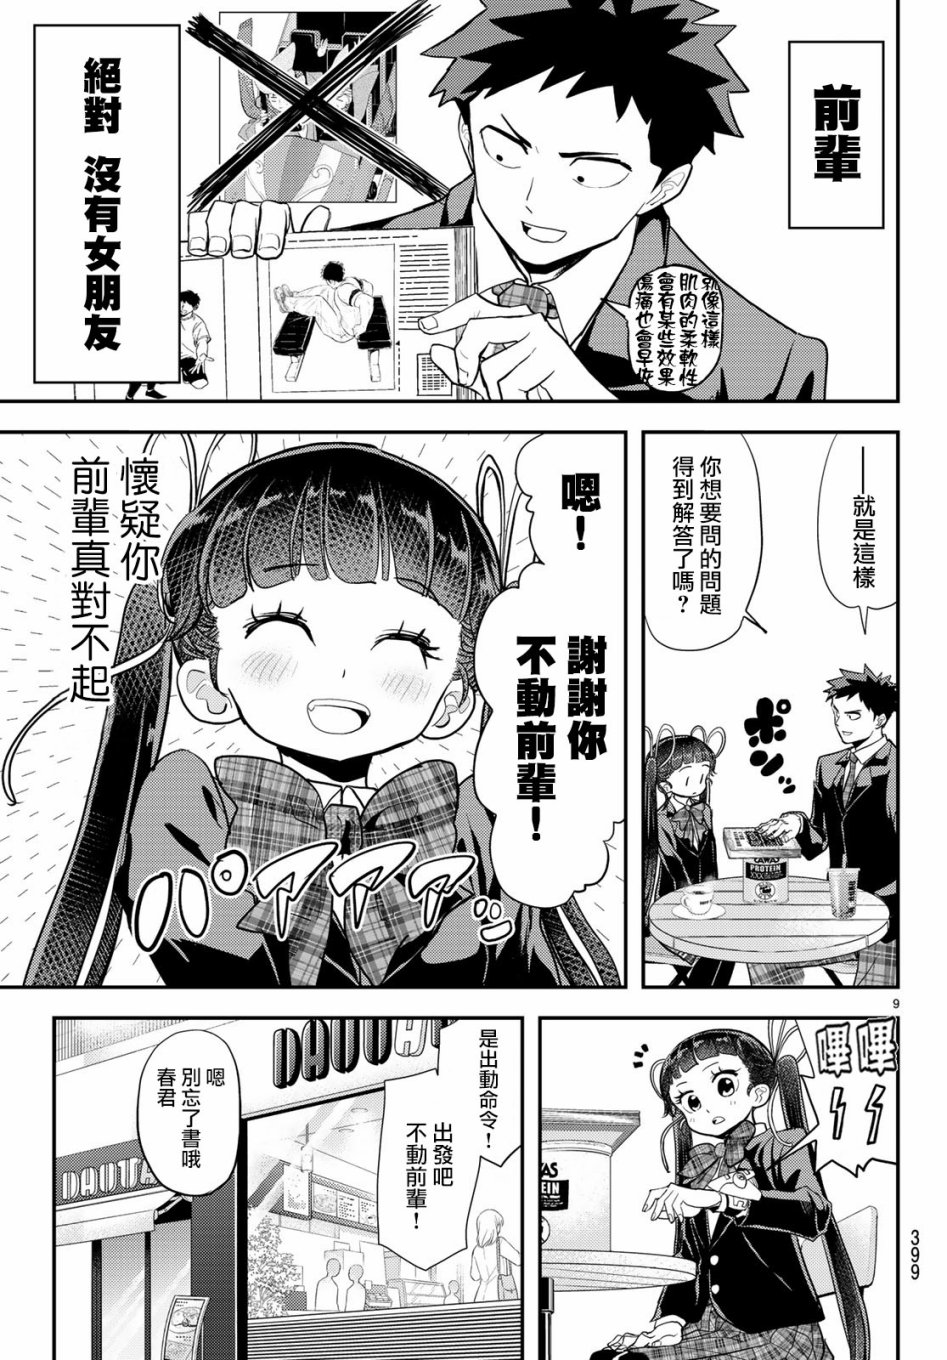 前輩
就像這樣
肌肉的柔軟性
會有某些效果
傷痛也會早恢
絕對 沒有女朋友
──就是這樣
你想要問的問題
得到解答了嗎?
ポン
PROTEIN
嗯!
謝謝你
不動前輩!
懷疑你
前輩真對不起
パアアア
9
嗶嗶
是出動命令!
出發吧
不動前輩!
嗯
別忘了書哦
春君
DAUTA
DAUTA
399